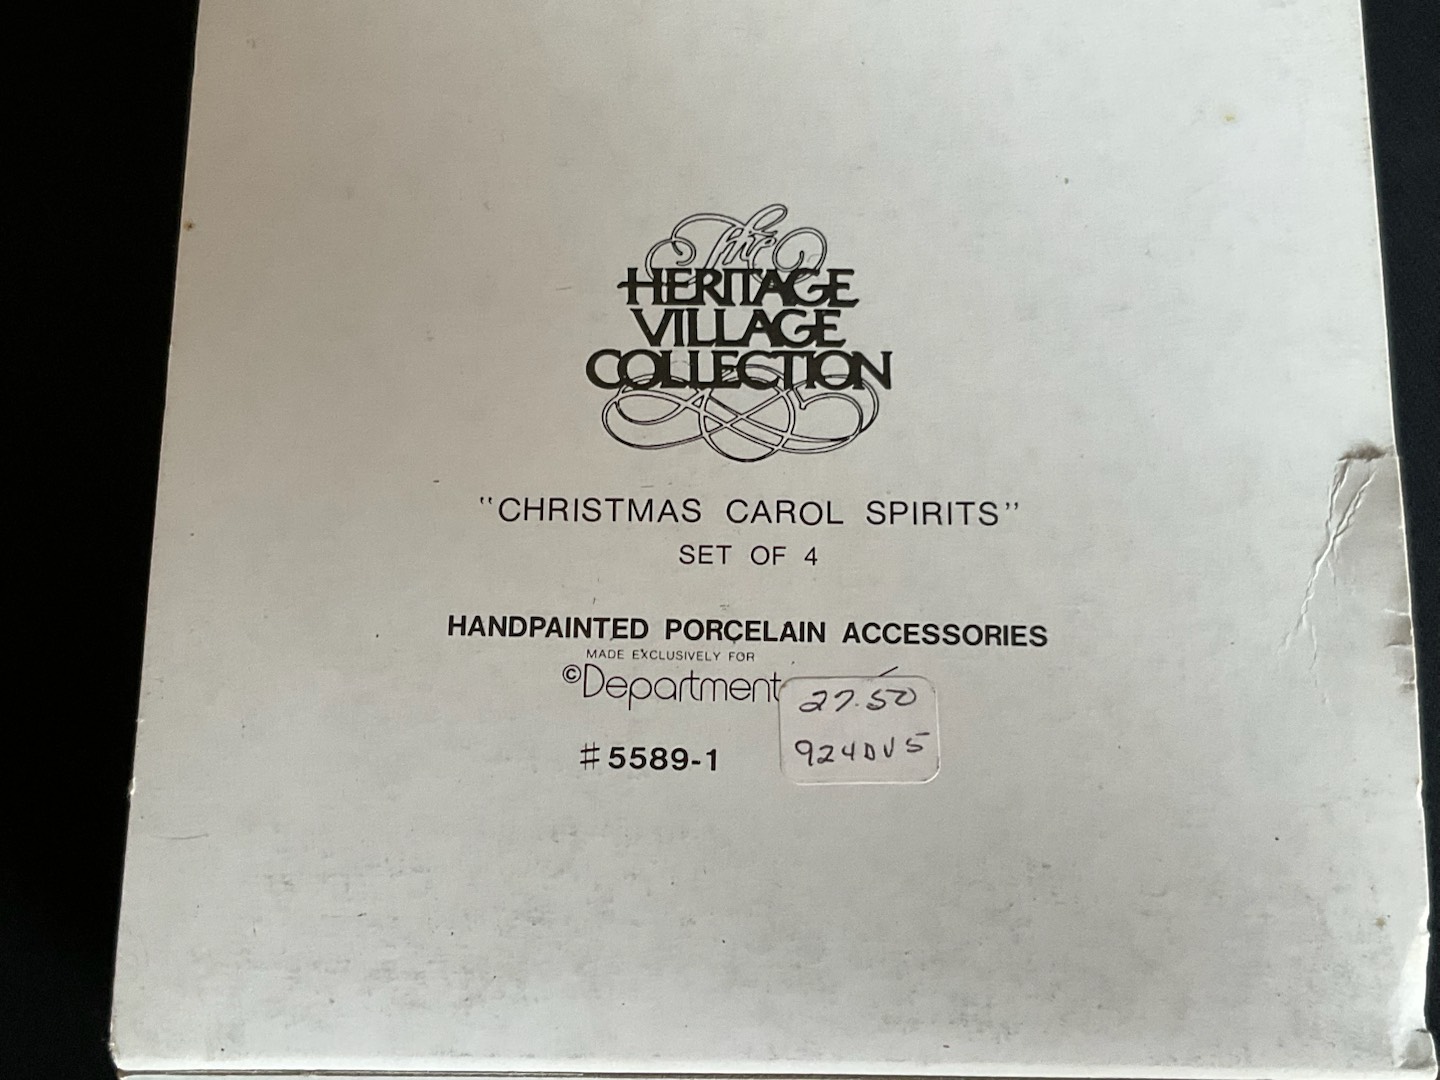 The
HERITAGE
VILLAGE
COLLECTION
"CHRISTMAS CAROL SPIRITS"
SET OF 4
HANDPAINTED PORCELAIN ACCESSORIES
MADE EXCLUSIVELY FOR
©Department
27.50
924DV5
#5589-1